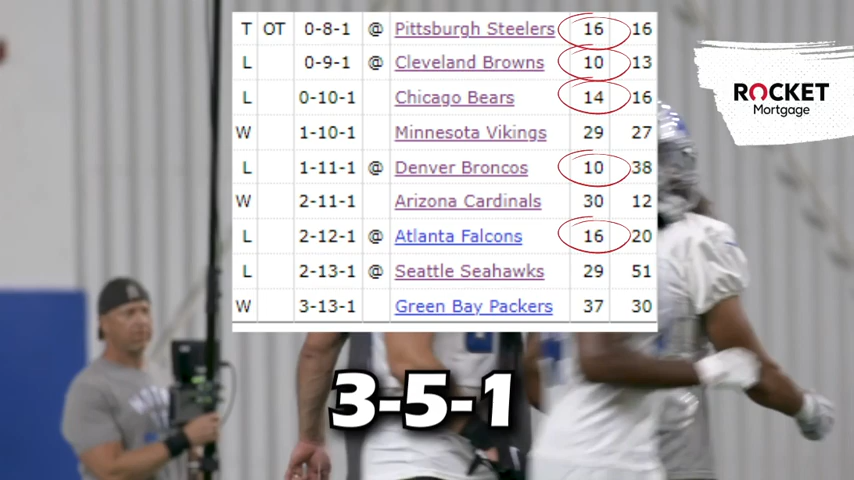 T OT 0-8-1 @ Pittsburgh Steelers 16 16
L 0-9-1 @ Cleveland Browns 10 13
L 0-10-1 Chicago Bears 14 16
W 1-10-1 Minnesota Vikings 29 27
L 1-11-1 @ Denver Broncos 10 38
W 2-11-1 Arizona Cardinals 30 12
L 2-12-1 @ Atlanta Falcons 16 20
L 2-13-1 @ Seattle Seahawks 29 51
W 3-13-1 Green Bay Packers 37 30
ROCKET
Mortgage
3-5-1